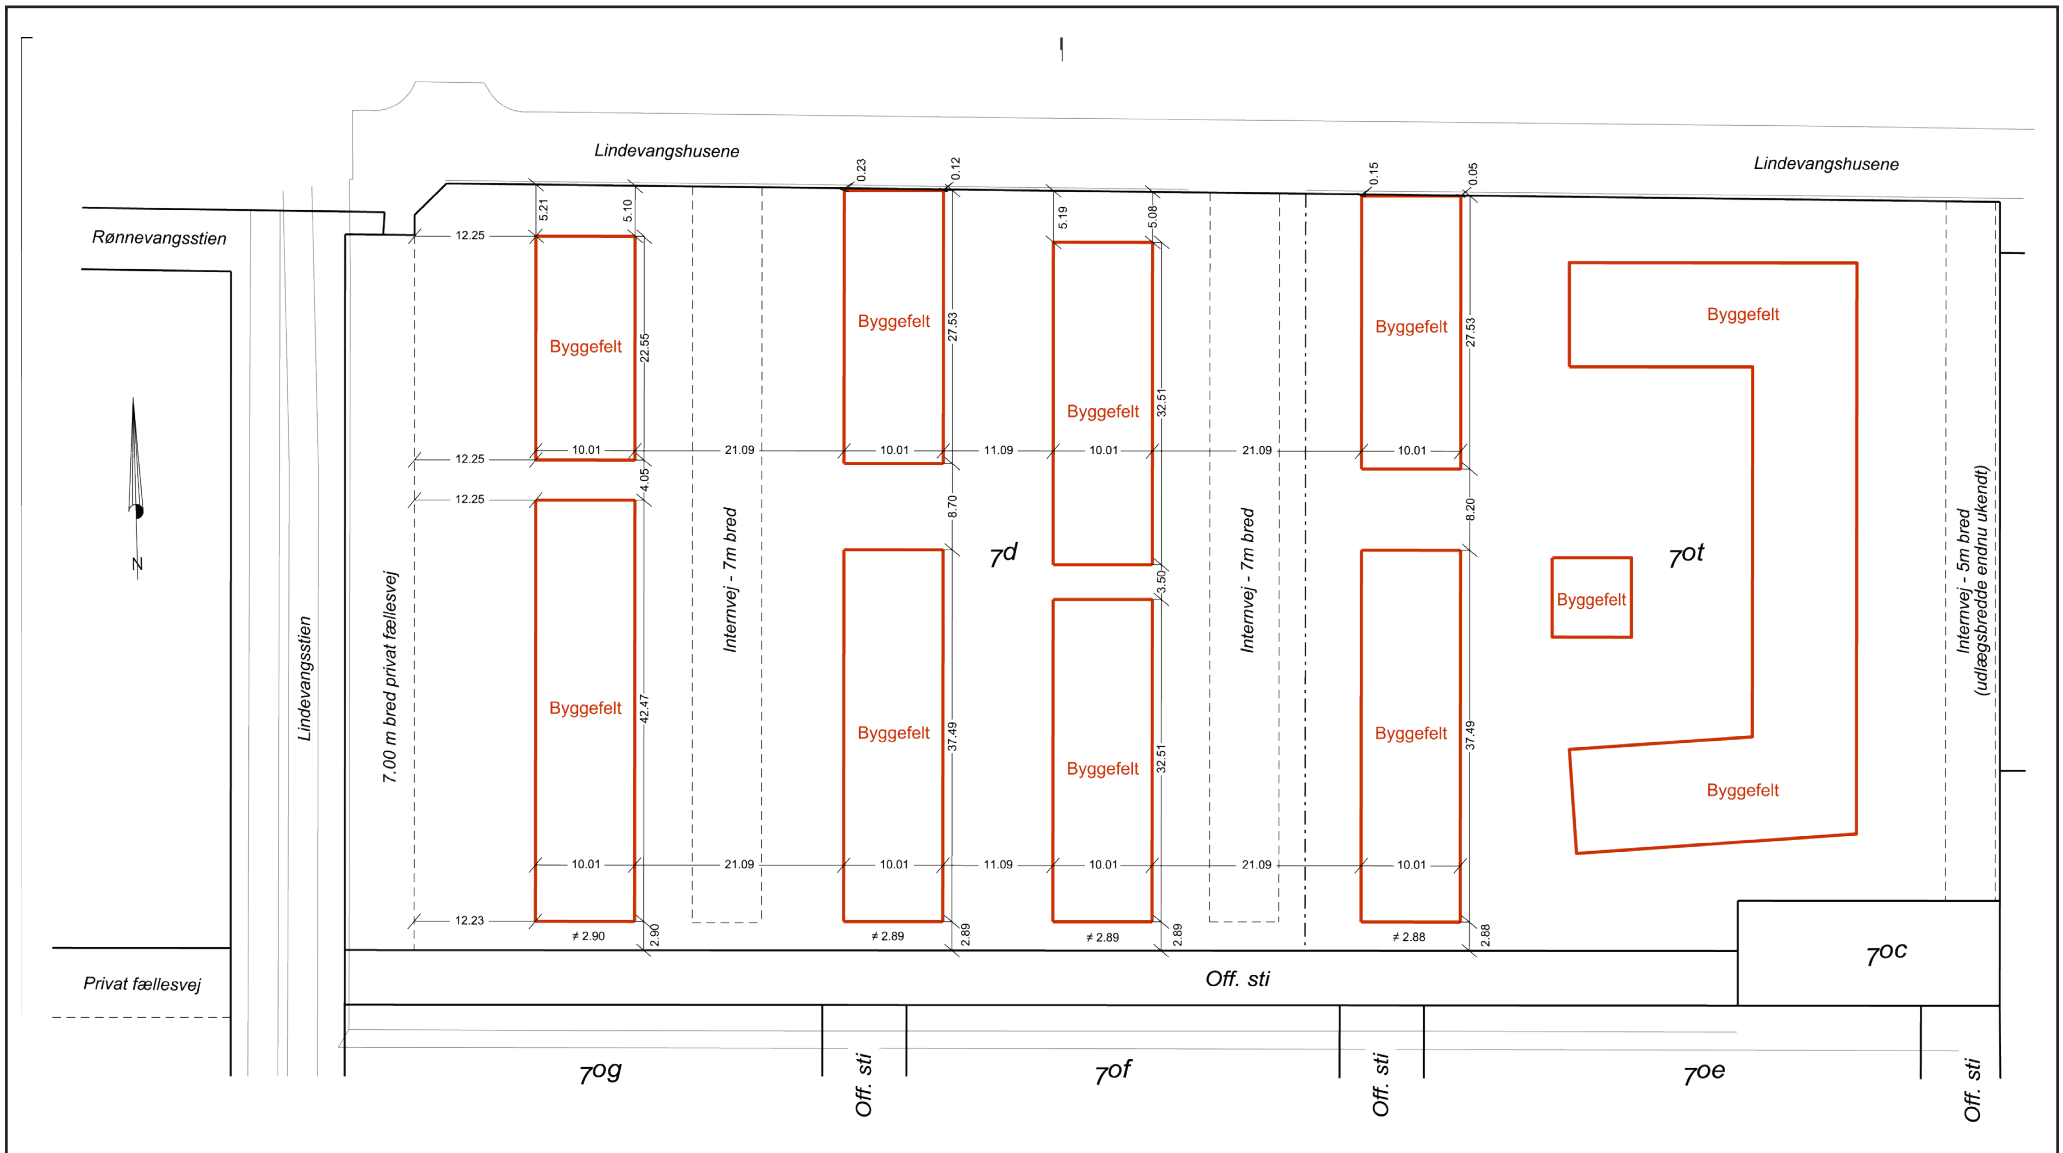 Lindevangshusene
Lindevangshusene
0.23
0.12
0.15
0.05
5.21
5.10
5.19
5.08
Rønnevangsstien
12.25
Byggefelt
22.55
Byggefelt
27.53
Byggefelt
32.51
Byggefelt
27.53
Byggefelt
12.25
10.01
21.09
10.01
11.09
10.01
21.09
10.01
12.25
4.05
8.70
3.50
8.20
N
7d
7ot
Byggefelt
Lindevangsstien
7.00 m bred privat fællesvej
Internvej - 7m bred
Internvej - 7m bred
Internvej - 5m bred
(udlægsbredde endnu ukendt)
Byggefelt
42.47
Byggefelt
37.49
Byggefelt
32.51
Byggefelt
37.49
Byggefelt
10.01
21.09
10.01
11.09
10.01
21.09
10.01
12.23
≠ 2.90
2.90
≠ 2.89
2.89
≠ 2.89
2.89
≠ 2.88
2.88
Privat fællesvej
Off. sti
7oc
7og
Off. sti
7of
Off. sti
7oe
Off. sti